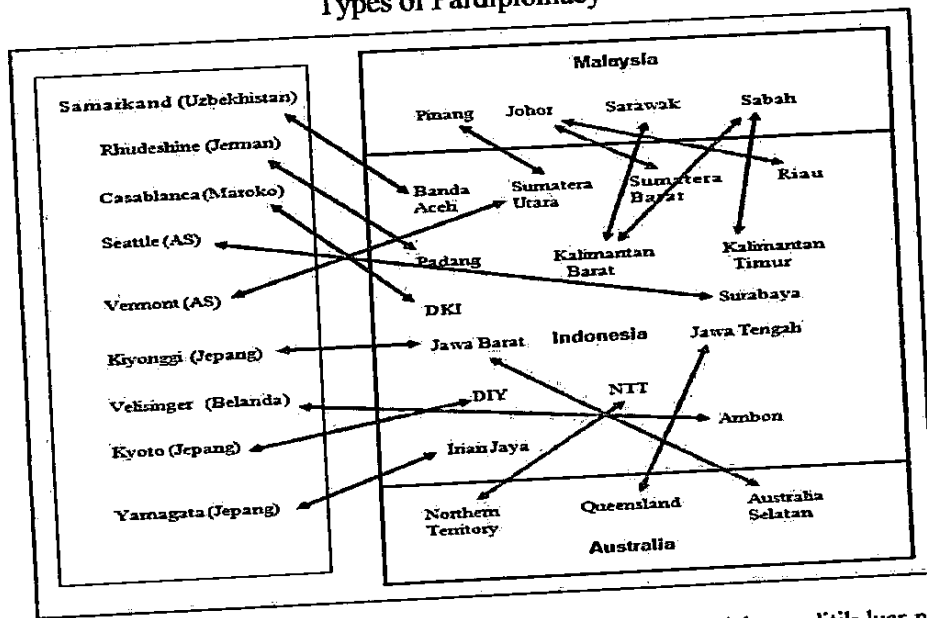 Types of Pardiplomacy
Samarkand (Uzbekhistan)
Rhudeshine (Jerman)
Casablanca (Maroko)
Seattle (AS)
Vermont (AS)
Kiyonggi (Jepang)
Velisinger (Belanda)
Kyoto (Jepang)
Yamagata (Jepang)
Malaysia
Pinang
Johor
Sarawak
Sabah
Banda
Aceh
Sumatera
Utara
Sumatera
Barat
Riau
Padang
Kalimantan
Barat
Kalimantan
Timur
Surabaya
DKI
Jawa Barat
Indonesia
Jawa Tengah
DIY
NTT
Ambon
Irian Jaya
Northern
Territory
Queensland
Australia
Selatan
Australia